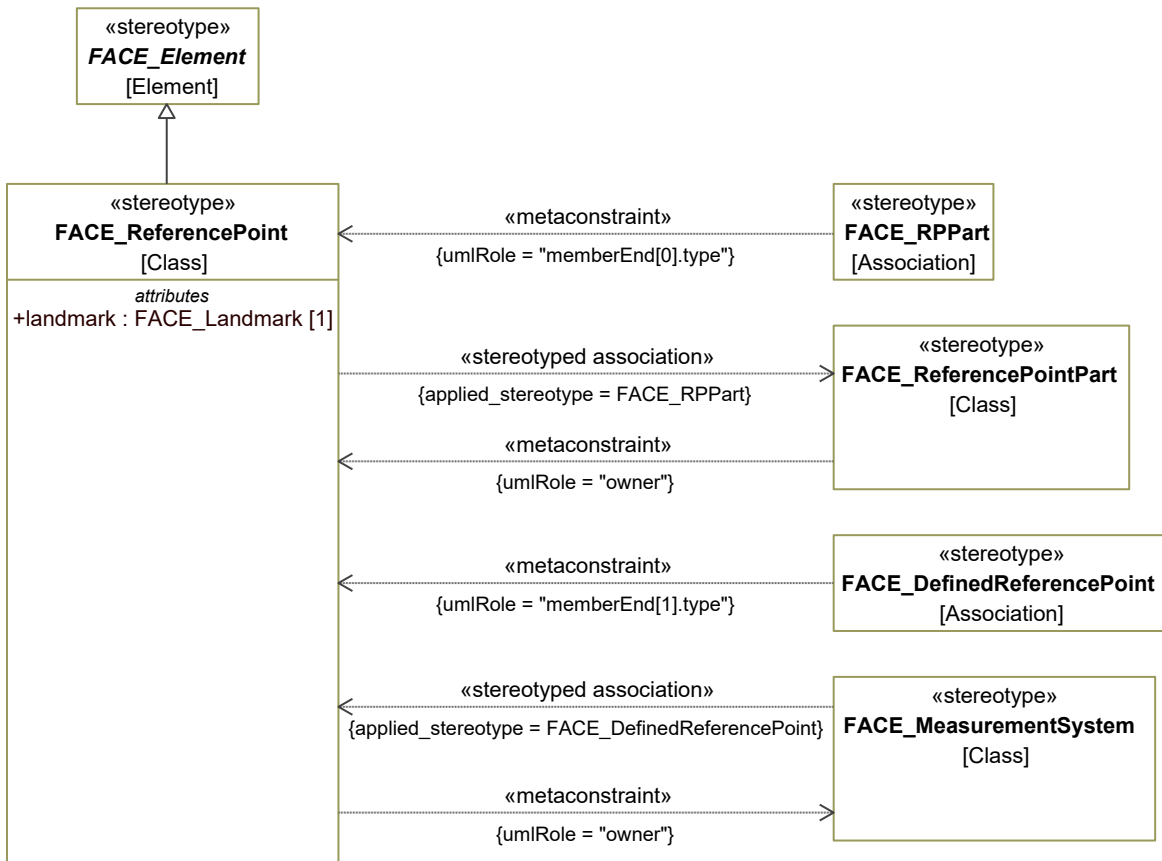 «stereotype»
FACE_Element
[Element]
«stereotype»
FACE_ReferencePoint
[Class]
attributes
+landmark : FACE_Landmark [1]
«metaconstraint»
{umlRole = "memberEnd[0].type"}
«stereotype»
FACE_RPPart
[Association]
«stereotyped association»
{applied_stereotype = FACE_RPPart}
«stereotype»
FACE_ReferencePointPart
[Class]
«metaconstraint»
{umlRole = "owner"}
«metaconstraint»
{umlRole = "memberEnd[1].type"}
«stereotype»
FACE_DefinedReferencePoint
[Association]
«stereotyped association»
{applied_stereotype = FACE_DefinedReferencePoint}
«stereotype»
FACE_MeasurementSystem
[Class]
«metaconstraint»
{umlRole = "owner"}